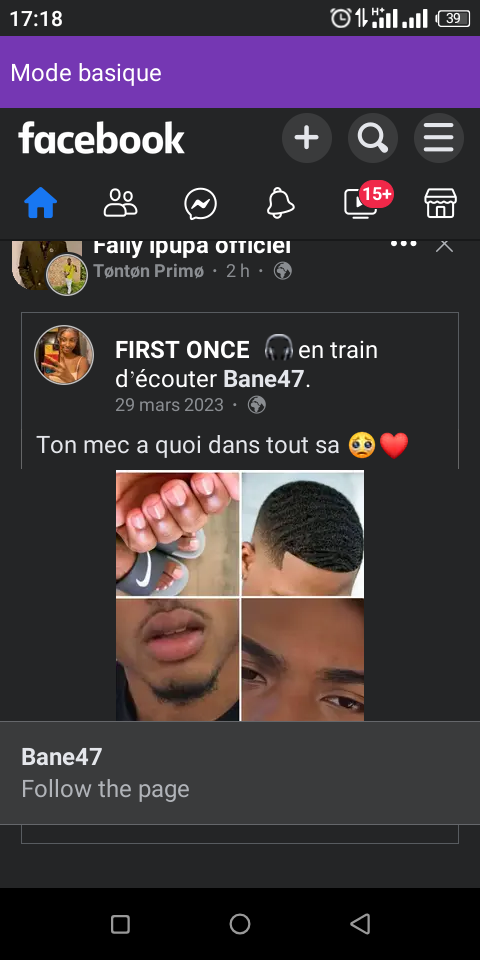 17:18
H+
39
Mode basique
facebook
15+
Fally Ipupa officiel
Tøntøn Primø · 2 h ·
FIRST ONCE 🎧 en train
d'écouter Bane47.
29 mars 2023 ·
Ton mec a quoi dans tout sa 🥺♥️
Bane47
Follow the page